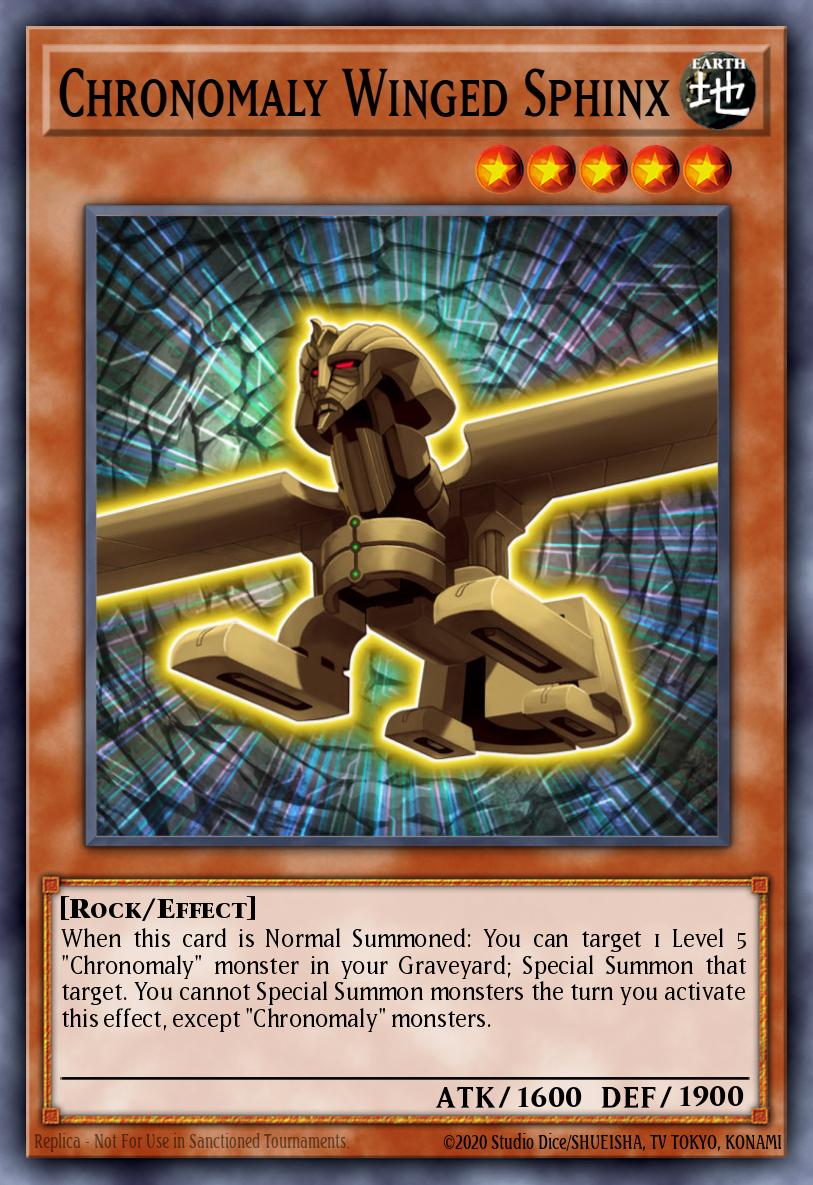 Chronomaly Winged Sphinx
EARTH
地
[Rock/Effect]
When this card is Normal Summoned: You can target 1 Level 5
"Chronomaly" monster in your Graveyard; Special Summon that
target. You cannot Special Summon monsters the turn you activate
this effect, except "Chronomaly" monsters.
ATK/1600 DEF/1900
Replica - Not For Use in Sanctioned Tournaments.
©2020 Studio Dice/SHUEISHA, TV TOKYO, KONAMI